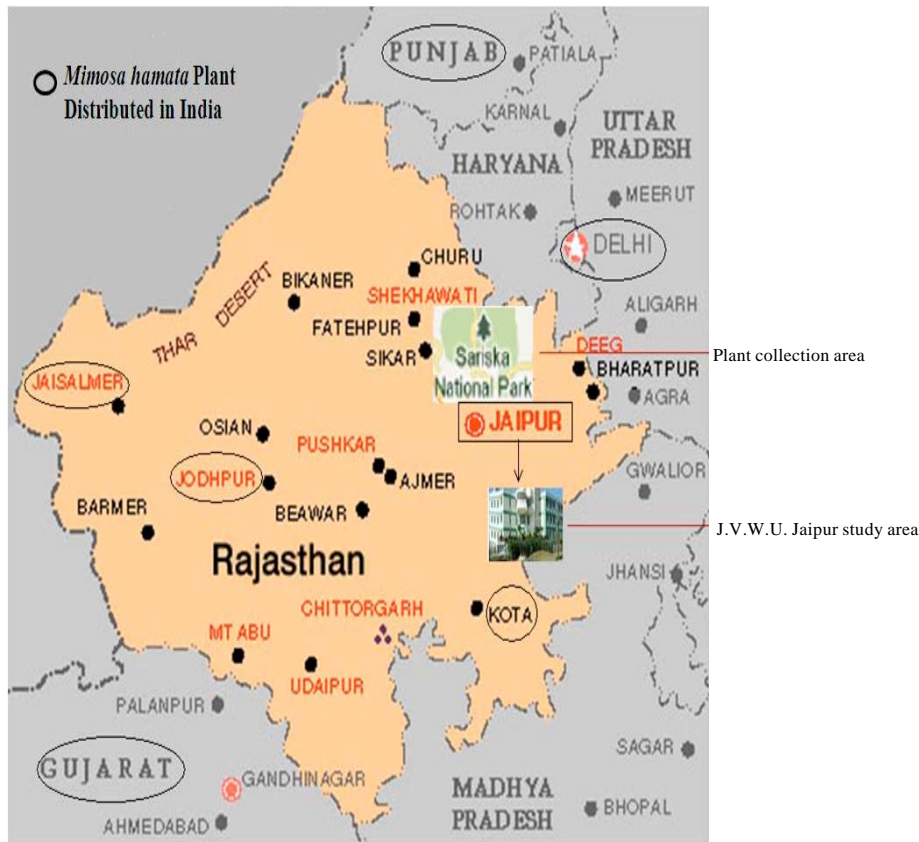 Mimosa hamata Plant
Distributed in India
PUNJAB
PATIALA
KARNAL
UTTAR
PRADESH
HARYANA
MEERUT
ROHTAK
DELHI
CHURU
BIKANER
SHEKHAWATI
THAR DESERT
ALIGARH
FATEHPUR
SIKAR
Sariska
National Park
DEEG
Plant collection area
BHARATPUR
JAISALMER
AGRA
JAIPUR
OSIAN
PUSHKAR
GWALIOR
JODHPUR
AJMER
BARMER
BEAWAR
J.V.W.U. Jaipur study area
Rajasthan
JHANSI
CHITTORGARH
KOTA
MT ABU
UDAIPUR
PALANPUR
SAGAR
GUJARAT
GANDHINAGAR
MADHYA
PRADESH
BHOPAL
AHMEDABAD